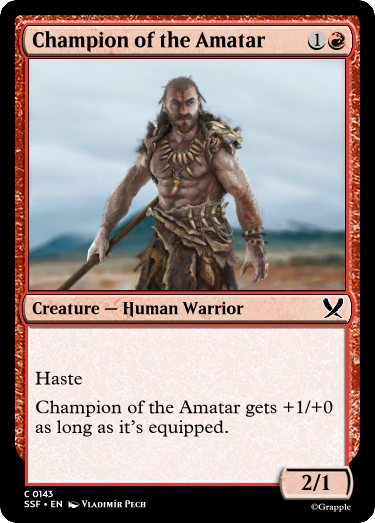 Champion of the Amatar 1
Creature — Human Warrior
Haste
Champion of the Amatar gets +1/+0
as long as it's equipped.
2/1
C 0143
SSF • EN Vladimír Pech
©Grapple